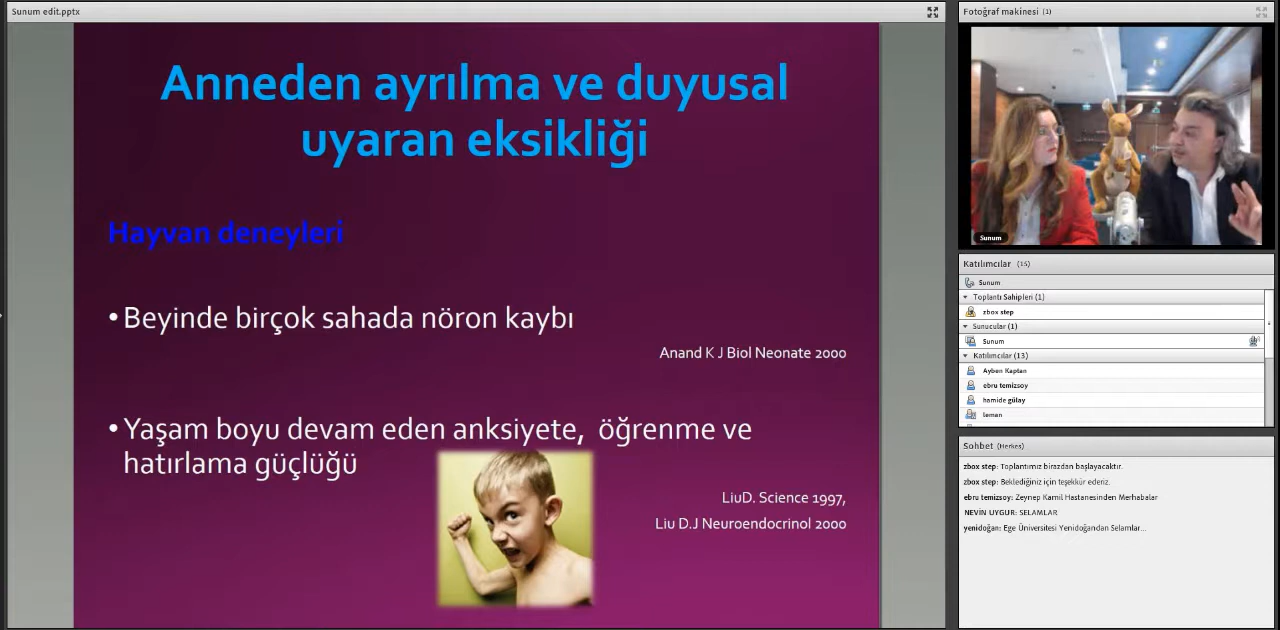 Sunum edit.pptx
Anneden ayrılma ve duyusal
uyaran eksikliği
Hayvan deneyleri
•Beyinde birçok sahada nöron kaybı
Anand K J Biol Neonate 2000
•Yaşam boyu devam eden anksiyete, öğrenme ve
hatırlama güçlüğü
LiuD. Science 1997,
Liu D.J Neuroendocrinol 2000
Fotoğraf makinesi (1)
Sunum
Katılımcılar (15)
Sunum
Toplantı Sahipleri (1)
zbox step
Sunucular (1)
Sunum
Katılımcılar (13)
Ayben Kaptan
ebru temizsoy
hamide gülay
leman
Sohbet (Herkes)
zbox step: Toplantımız birazdan başlayacaktır.
zbox step: Beklediğiniz için teşekkür ederiz.
ebru temizsoy: Zeynep Kamil Hastanesinden Merhabalar
NEVİN UYGUR: SELAMLAR
yenidoğan: Ege Üniversitesi Yenidoğandan Selamlar...